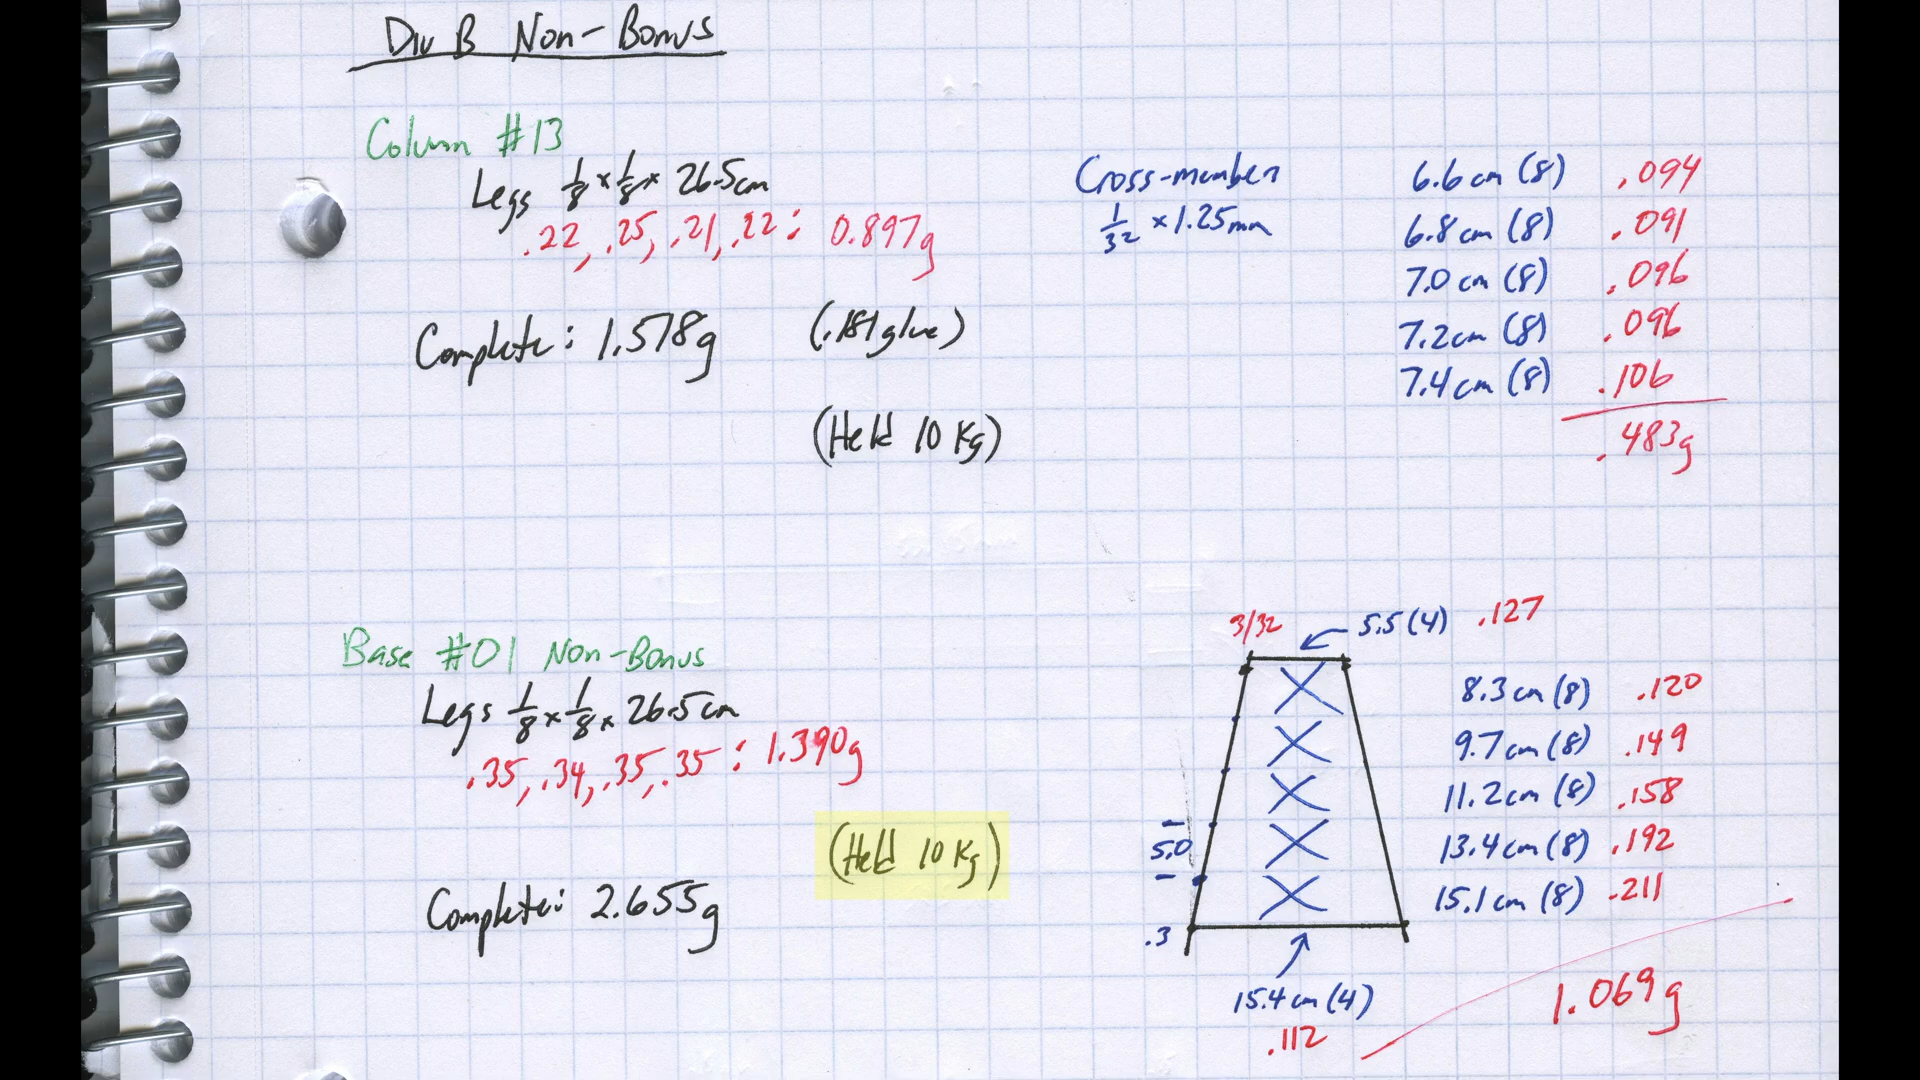 Div B Non-Bonus
Column #13
Legs 1/8 x 1/8 x 26.5cm
.22, .25, .21, .22 : 0.897g
Complete: 1.578g (.181 glue)
(Held 10 Kg)
Cross-members
1/32 x 1.25mm
6.6 cm (8) .094
6.8 cm (8) .091
7.0 cm (8) .096
7.2 cm (8) .096
7.4 cm (8) .106
.483g
Base #01 Non-Bonus
Legs 1/8 x 1/8 x 26.5cm
.35, .34, .35, .35 : 1.390g
(Held 10 Kg)
Complete: 2.655g
3/32 5.5 (4) .127
8.3 cm (8) .120
9.7 cm (8) .149
11.2 cm (8) .158
13.4 cm (8) .192
15.1 cm (8) .211
5.0
.3
15.4 cm (4)
.112
1.069g